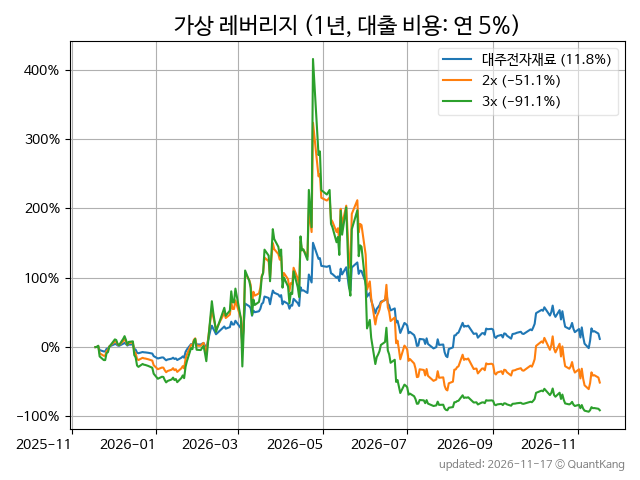 가상 레버리지 (1년, 대출 비용: 연 5%)
대주전자재료 (11.8%)
2x (−51.1%)
3x (−91.1%)
400%
300%
200%
100%
0%
−100%
2025-11
2026-01
2026-03
2026-05
2026-07
2026-09
2026-11
updated: 2026-11-17 © QuantKang